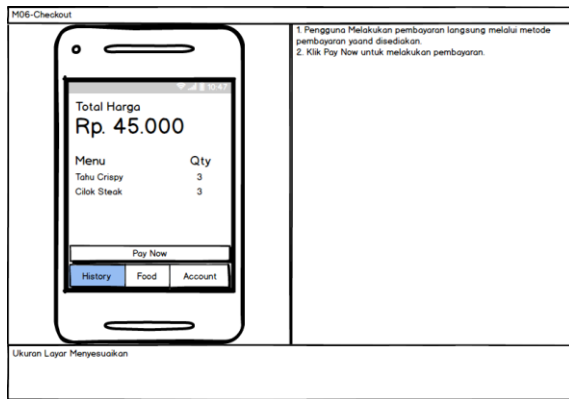 M06-Checkout
10:47
Total Harga
Rp. 45.000
Menu Qty
Tahu Crispy 3
Cilok Steak 3
Pay Now
History Food Account
1. Pengguna Melakukan pembayaran langsung melalui metode
pembayaran yaand disediakan.
2. Klik Pay Now untuk melakukan pembayaran.
Ukuran Layar Menyesuaikan